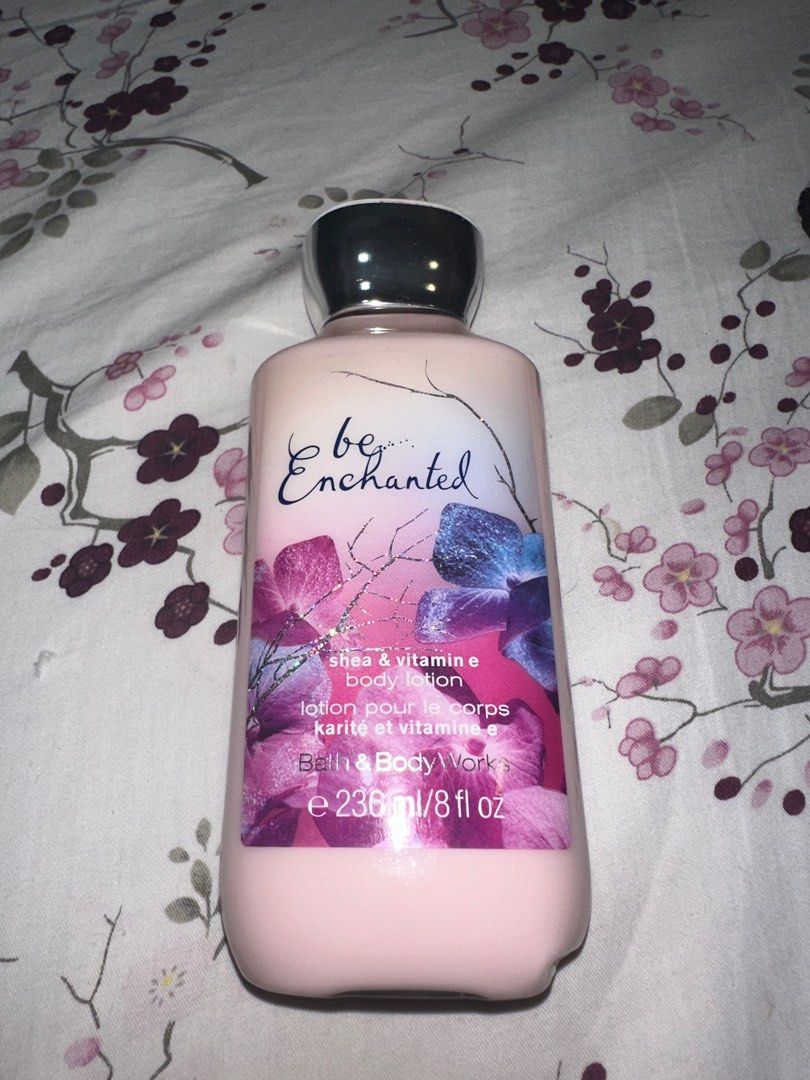 be
Enchanted
shea & vitamin e
body lotion
lotion pour le corps
karité et vitamine e
Bath & Body Works
℮ 236 ml/8 fl oz